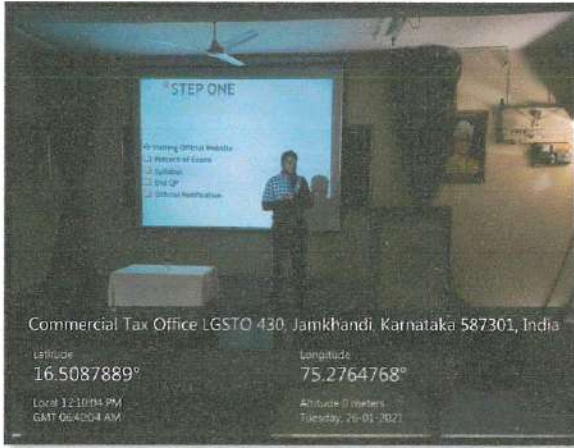 STEP ONE
Visiting Official Website
Pattern of Exam
Syllabus
Old QP
Official Notification
Commercial Tax Office LGSTO 430, Jamkhandi, Karnataka 587301, India
Latitude
Longitude
16.5087889°
75.2764768°
Local 12:10:04 PM
Altitude 0 meters
GMT 06:40:04 AM
Tuesday, 26-01-2021